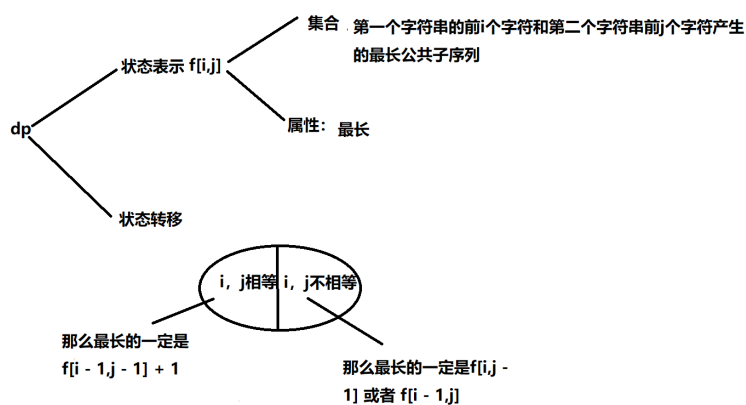 集合 第一个字符串的前i个字符和第二个字符串前j个字符产生
的最长公共子序列
状态表示 f[i,j]
属性： 最长
dp
状态转移
i，j相等 i，j不相等
那么最长的一定是
f[i - 1,j - 1] + 1
那么最长的一定是f[i,j -
1] 或者 f[i - 1,j]